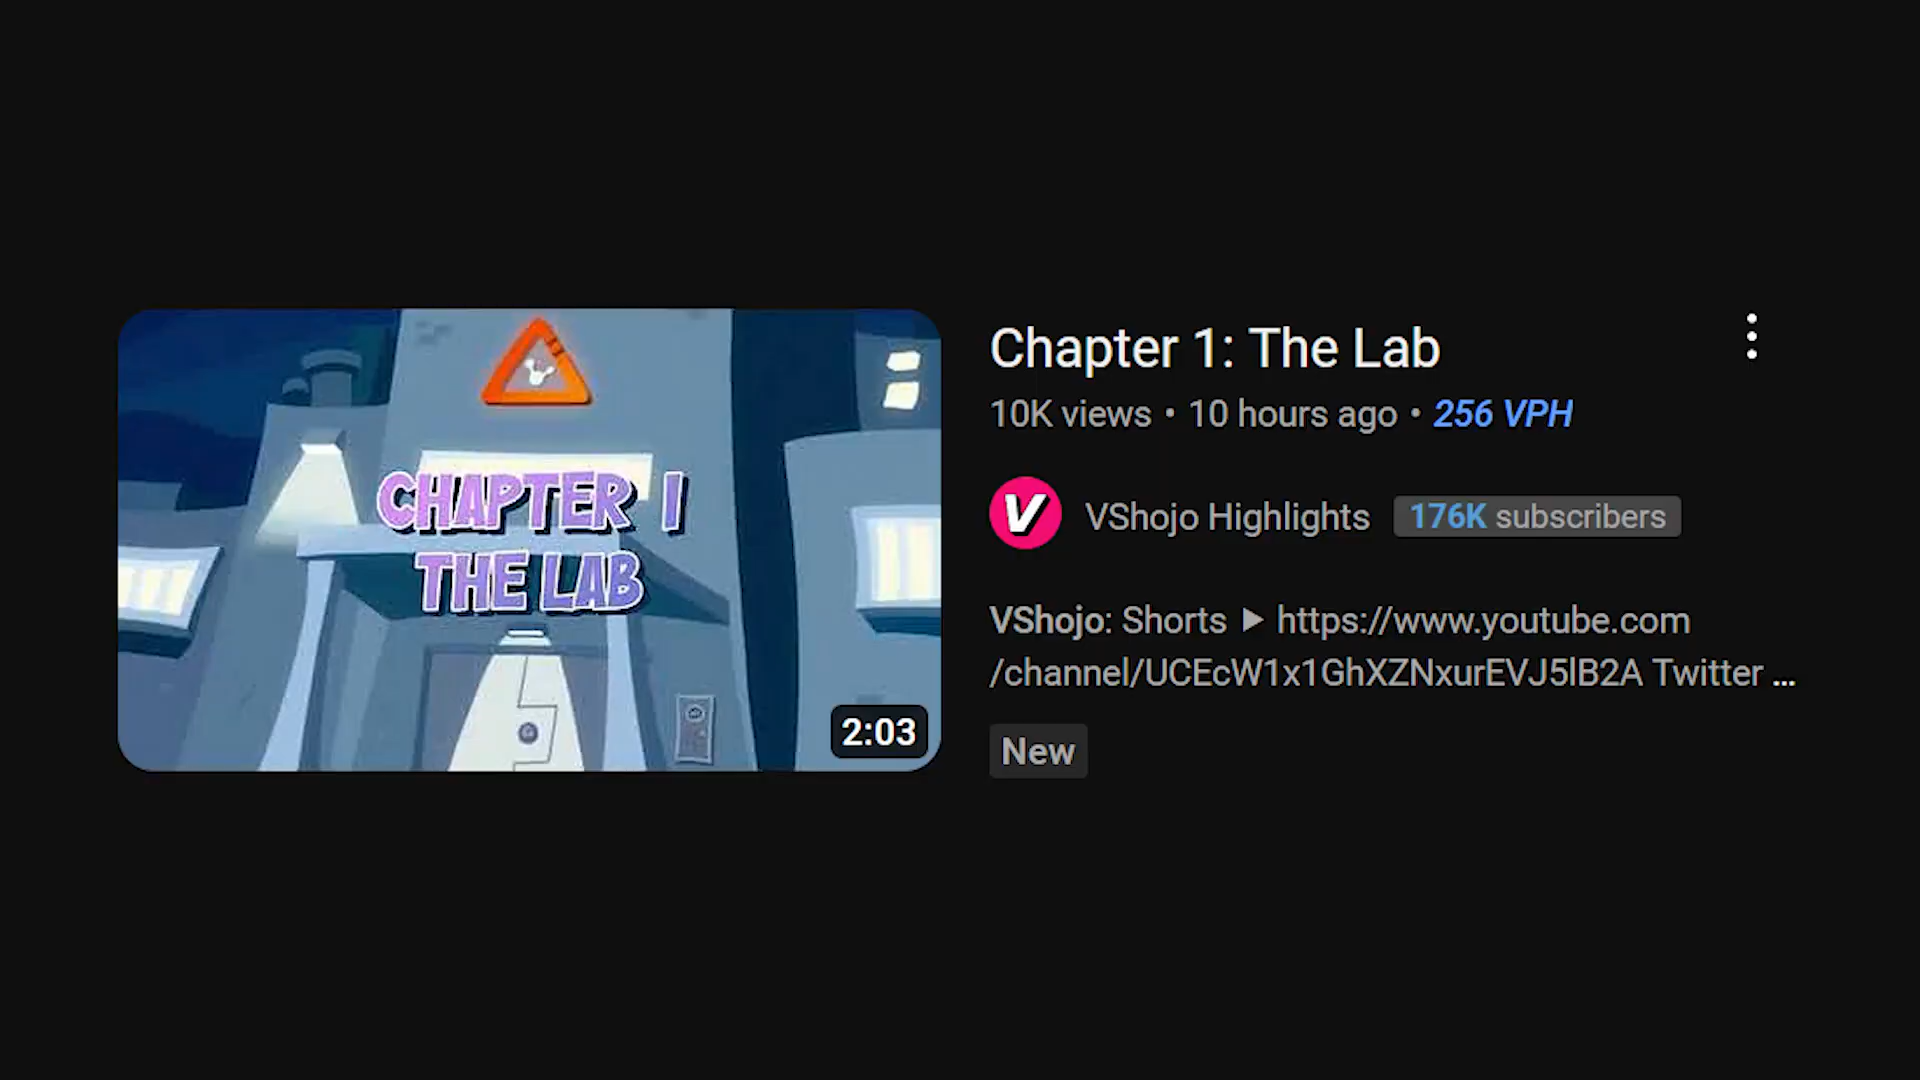 CHAPTER 1
THE LAB
2:03
Chapter 1: The Lab
10K views • 10 hours ago • 256 VPH
V
VShojo Highlights 176K subscribers
VShojo: Shorts ▶ https://www.youtube.com
/channel/UCEcW1x1GhXZNxurEVJ5lB2A Twitter ...
New